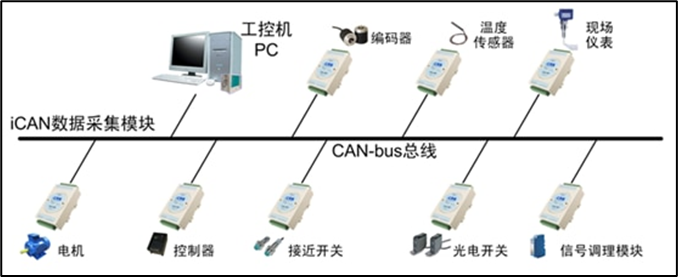 工控机
PC
编码器
温度
传感器
现场
仪表
iCAN数据采集模块
CAN-bus总线
电机
控制器
接近开关
光电开关
信号调理模块